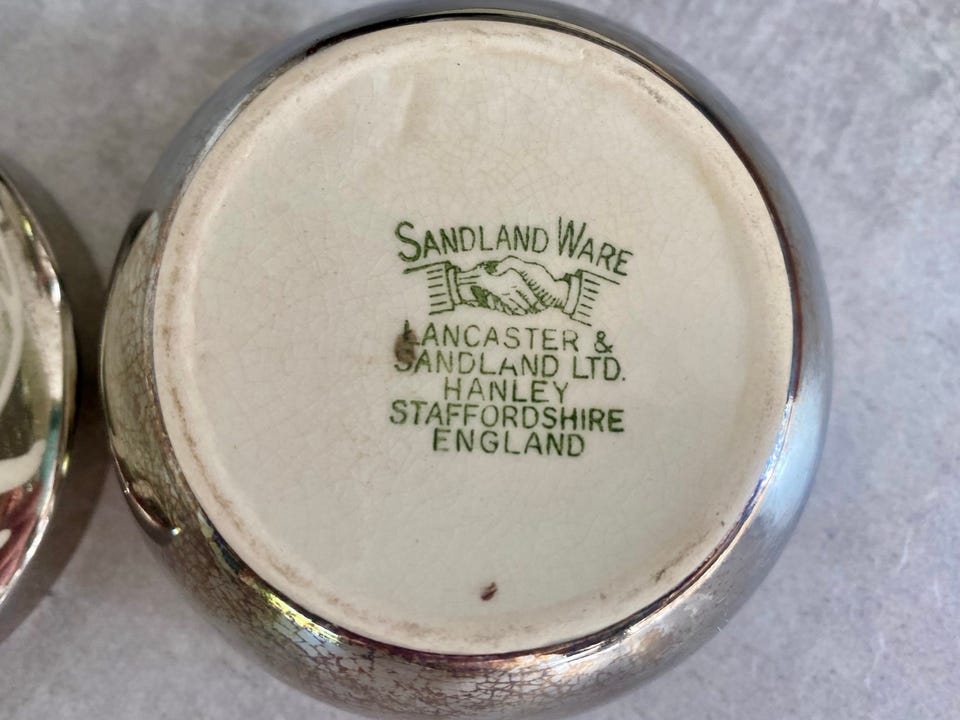 SANDLAND WARE
LANCASTER &
SANDLAND LTD.
HANLEY
STAFFORDSHIRE
ENGLAND